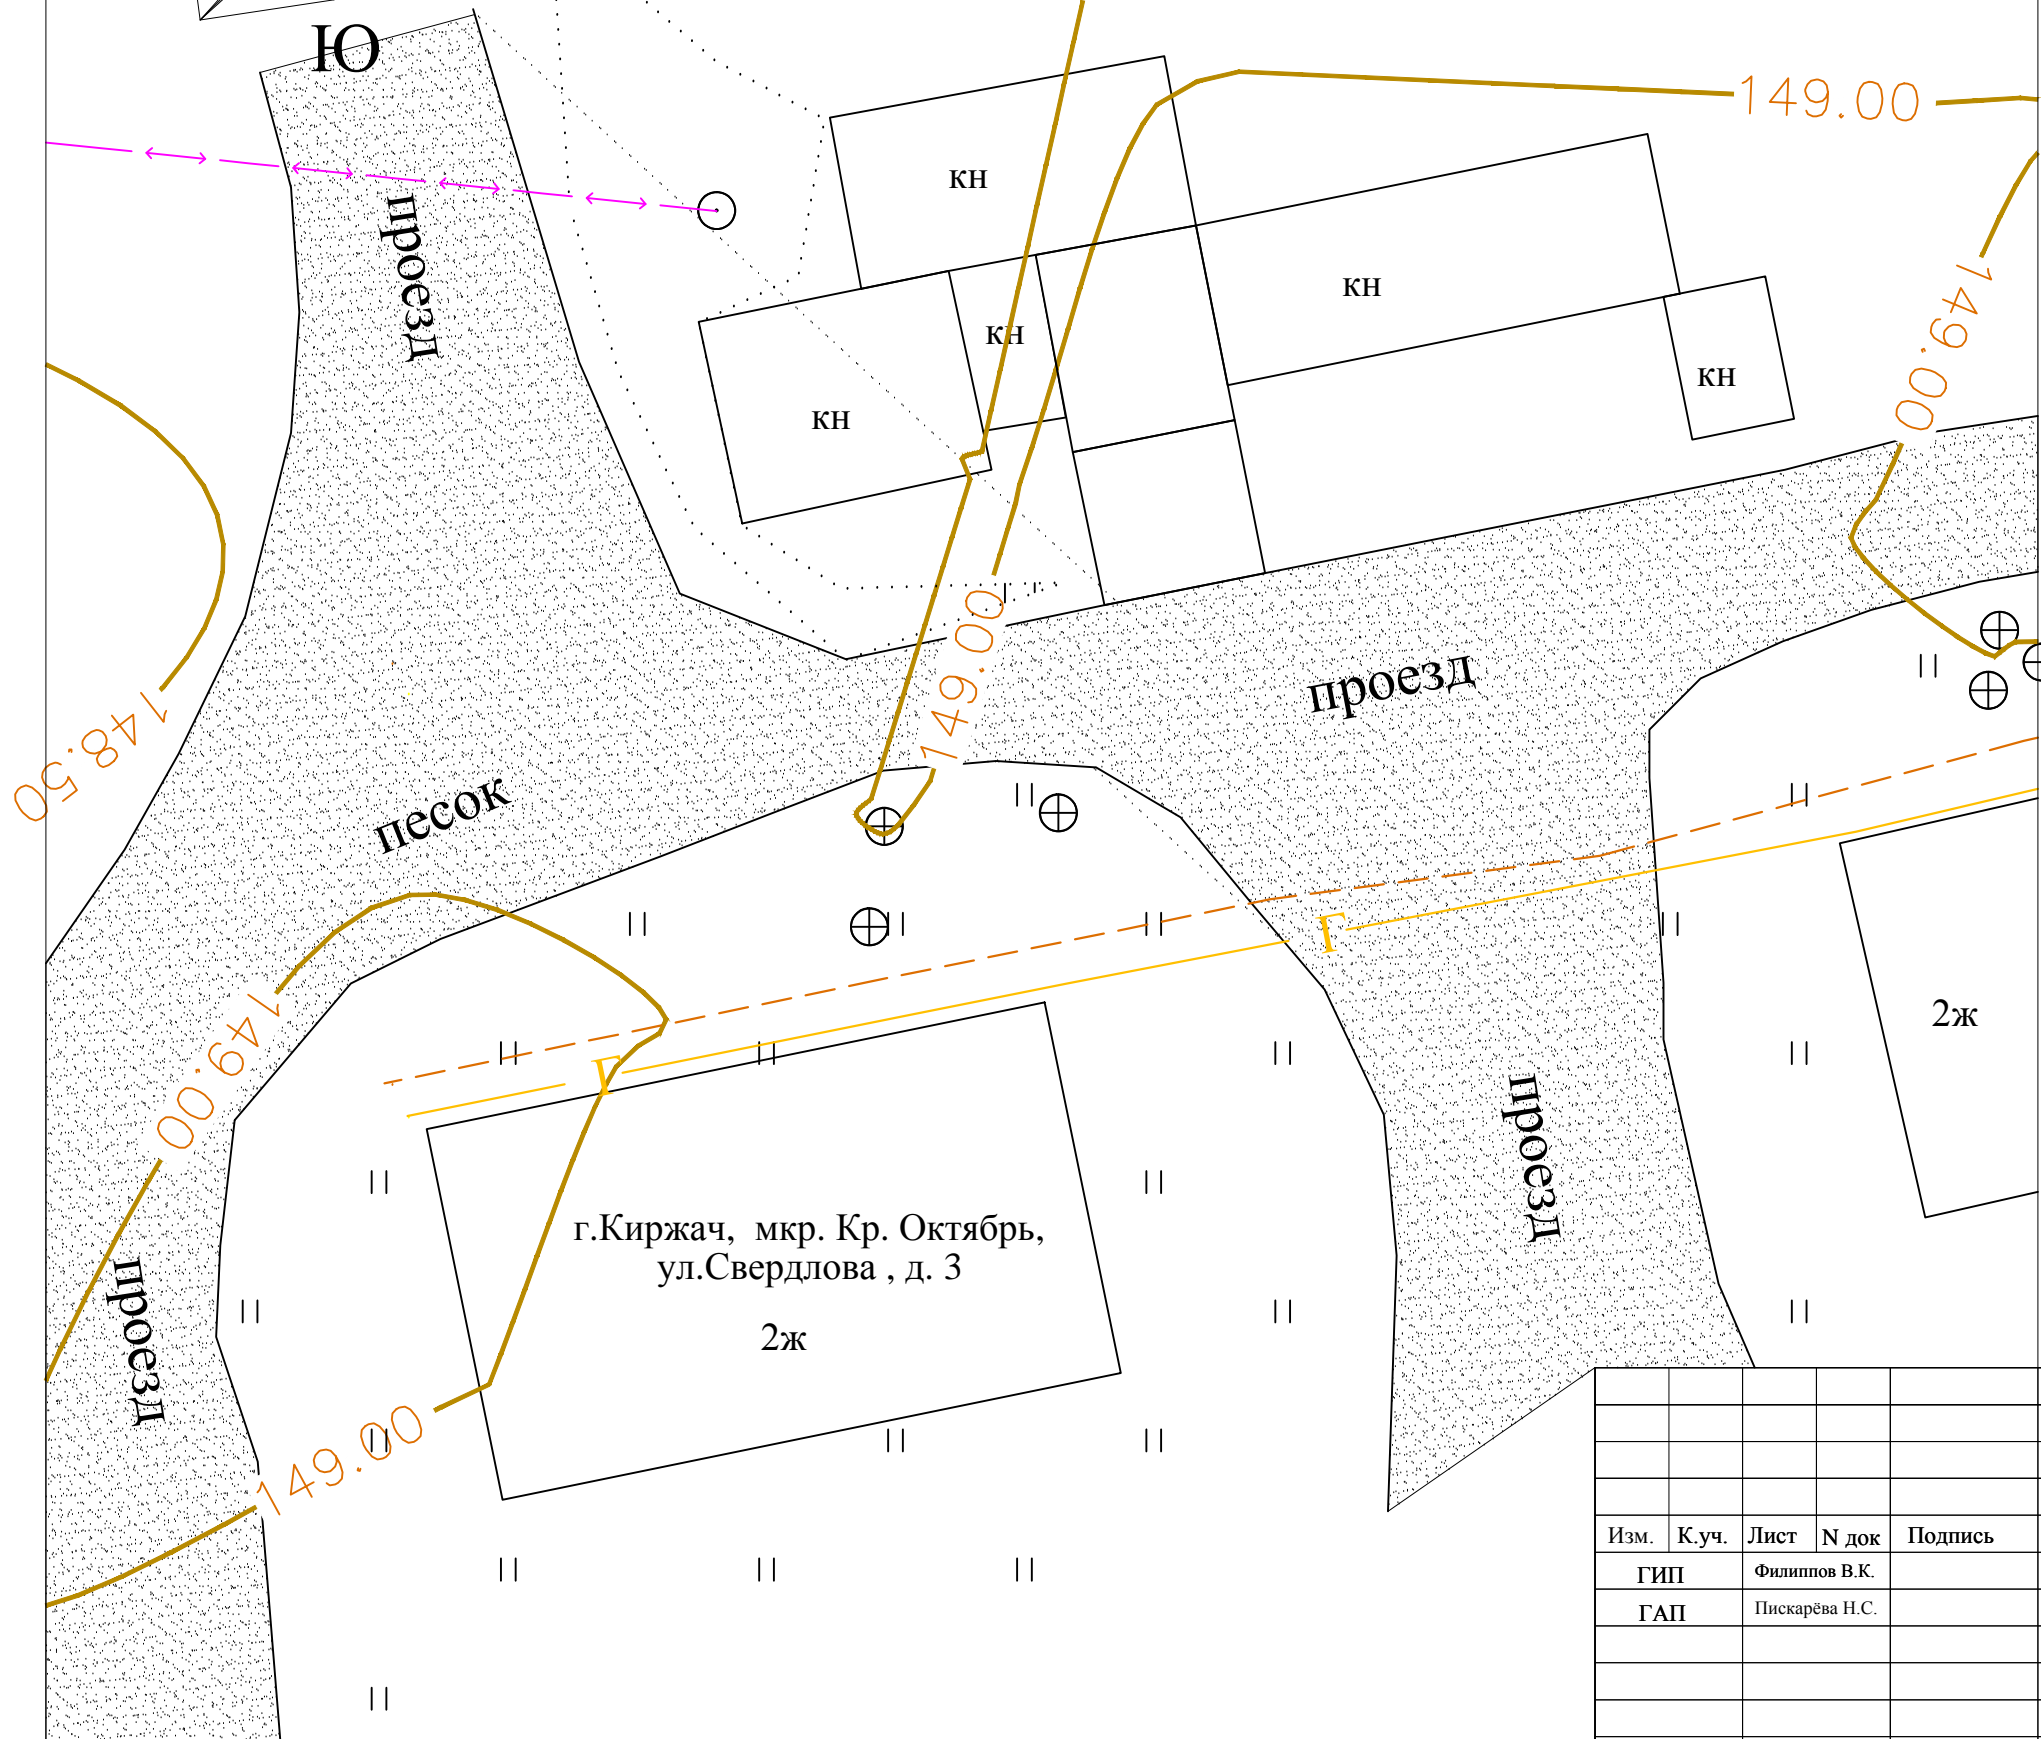 Ю
149.00
кн
проезд
кн
кн
149.00
кн
кн
149.00
проезд
148.50
песок
Г
149.00
Г
2ж
проезд
г.Киржач, мкр. Кр. Октябрь,
ул.Свердлова , д. 3
2ж
проезд
149.00
Изм. К.уч. Лист N док Подпись
ГИП Филиппов В.К.
ГАП Пискарёва Н.С.